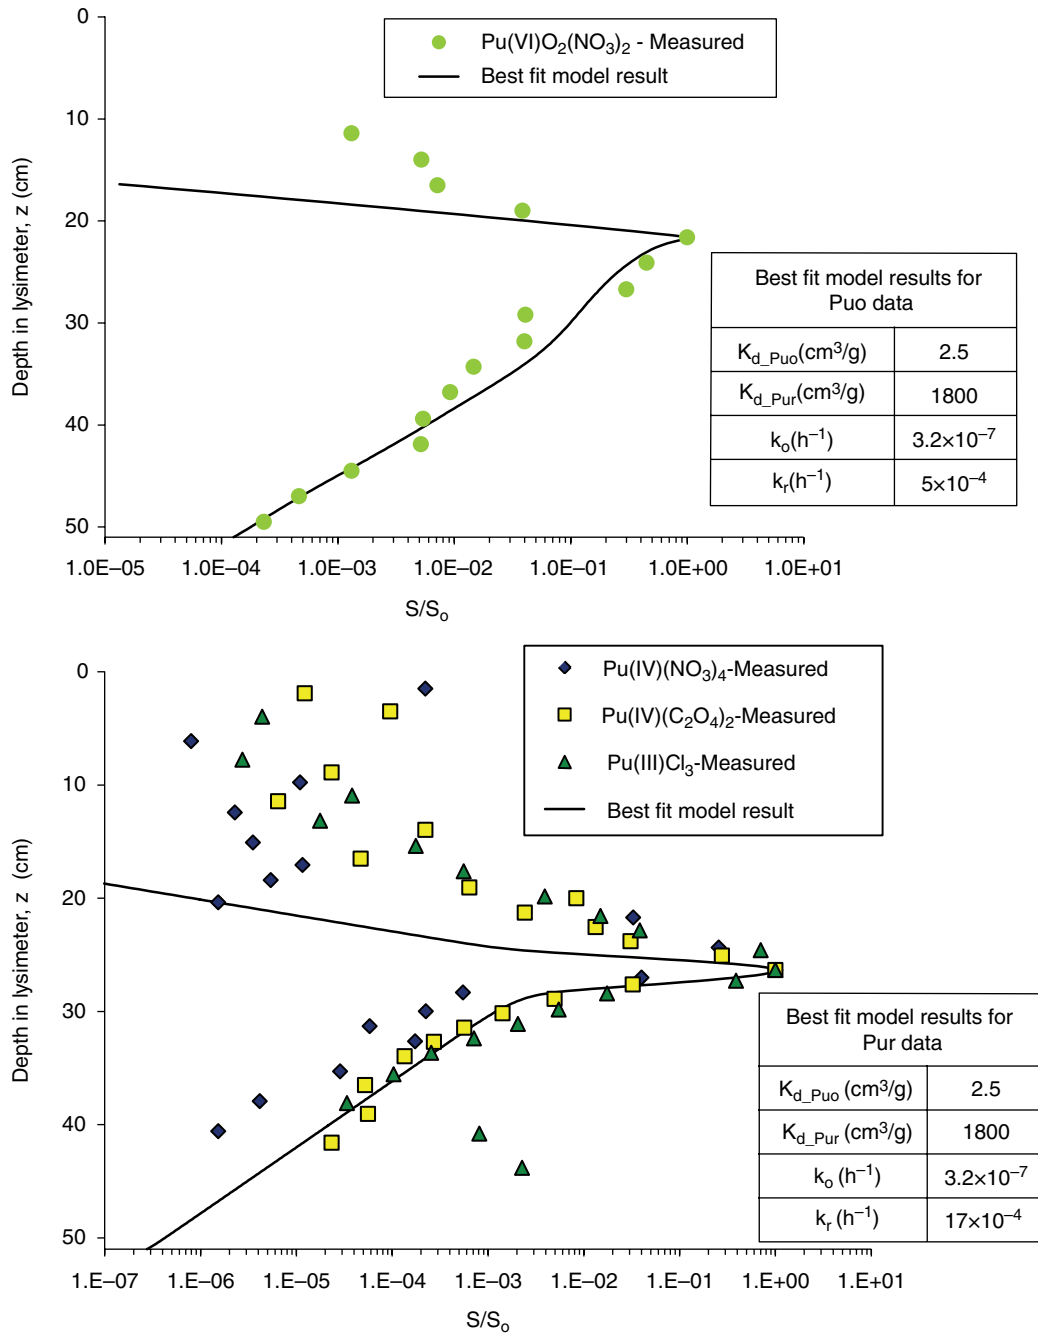 0
10
20
30
40
50
Depth in lysimeter, z (cm)
Pu(VI)O₂(NO₃)₂ - Measured
Best fit model result
Best fit model results for
Puo data
K_d_Puo(cm³/g) 2.5
K_d_Pur(cm³/g) 1800
kₒ(h⁻¹) 3.2×10⁻⁷
kᵣ(h⁻¹) 5×10⁻⁴
1.0E−05 1.0E−04 1.0E−03 1.0E−02 1.0E−01 1.0E+00 1.0E+01
S/Sₒ
0
10
20
30
40
50
Depth in lysimeter, z (cm)
Pu(IV)(NO₃)₄-Measured
Pu(IV)(C₂O₄)₂-Measured
Pu(III)Cl₃-Measured
Best fit model result
Best fit model results for
Pur data
K_d_Puo (cm³/g) 2.5
K_d_Pur (cm³/g) 1800
kₒ (h⁻¹) 3.2×10⁻⁷
kᵣ (h⁻¹) 17×10⁻⁴
1.E−07 1.E−06 1.E−05 1.E−04 1.E−03 1.E−02 1.E−01 1.E+00 1.E+01
S/Sₒ